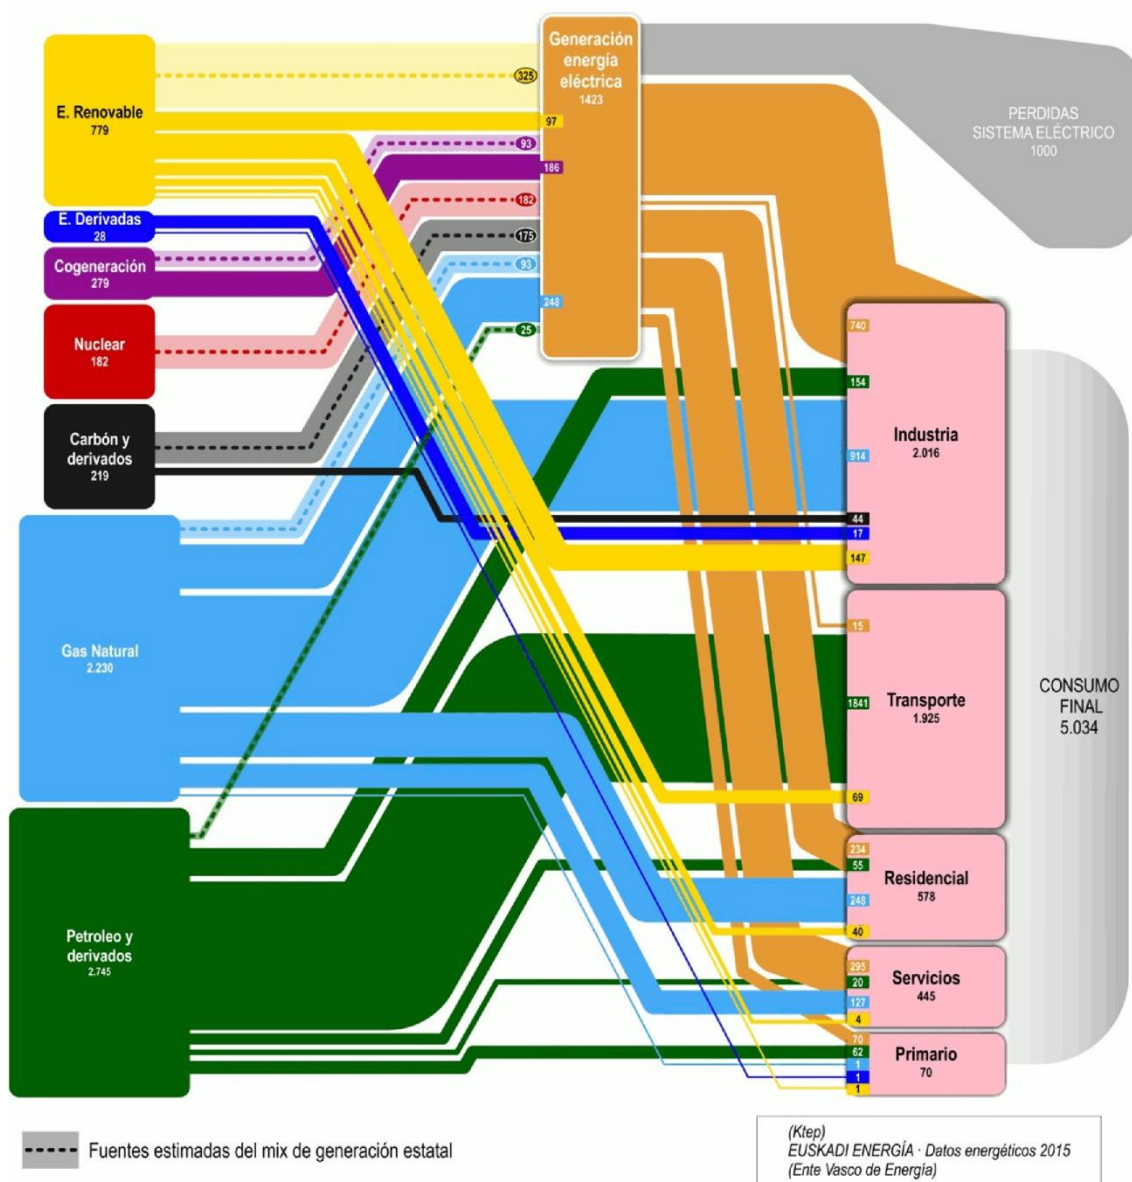 E. Renovable
779
E. Derivadas
28
Cogeneración
279
Nuclear
182
Carbón y
derivados
219
Gas Natural
2.230
Petroleo y
derivados
2.745
Generación
energía
eléctrica
1423
325
97
93
186
182
175
93
248
25
PERDIDAS
SISTEMA ELÉCTRICO
1000
740
154
914
44
17
147
Industria
2.016
15
1841
69
Transporte
1.925
234
55
248
40
Residencial
578
295
20
127
4
Servicios
445
70
62
1
1
1
Primario
70
CONSUMO
FINAL
5.034
Fuentes estimadas del mix de generación estatal
(Ktep)
EUSKADI ENERGÍA · Datos energéticos 2015
(Ente Vasco de Energía)